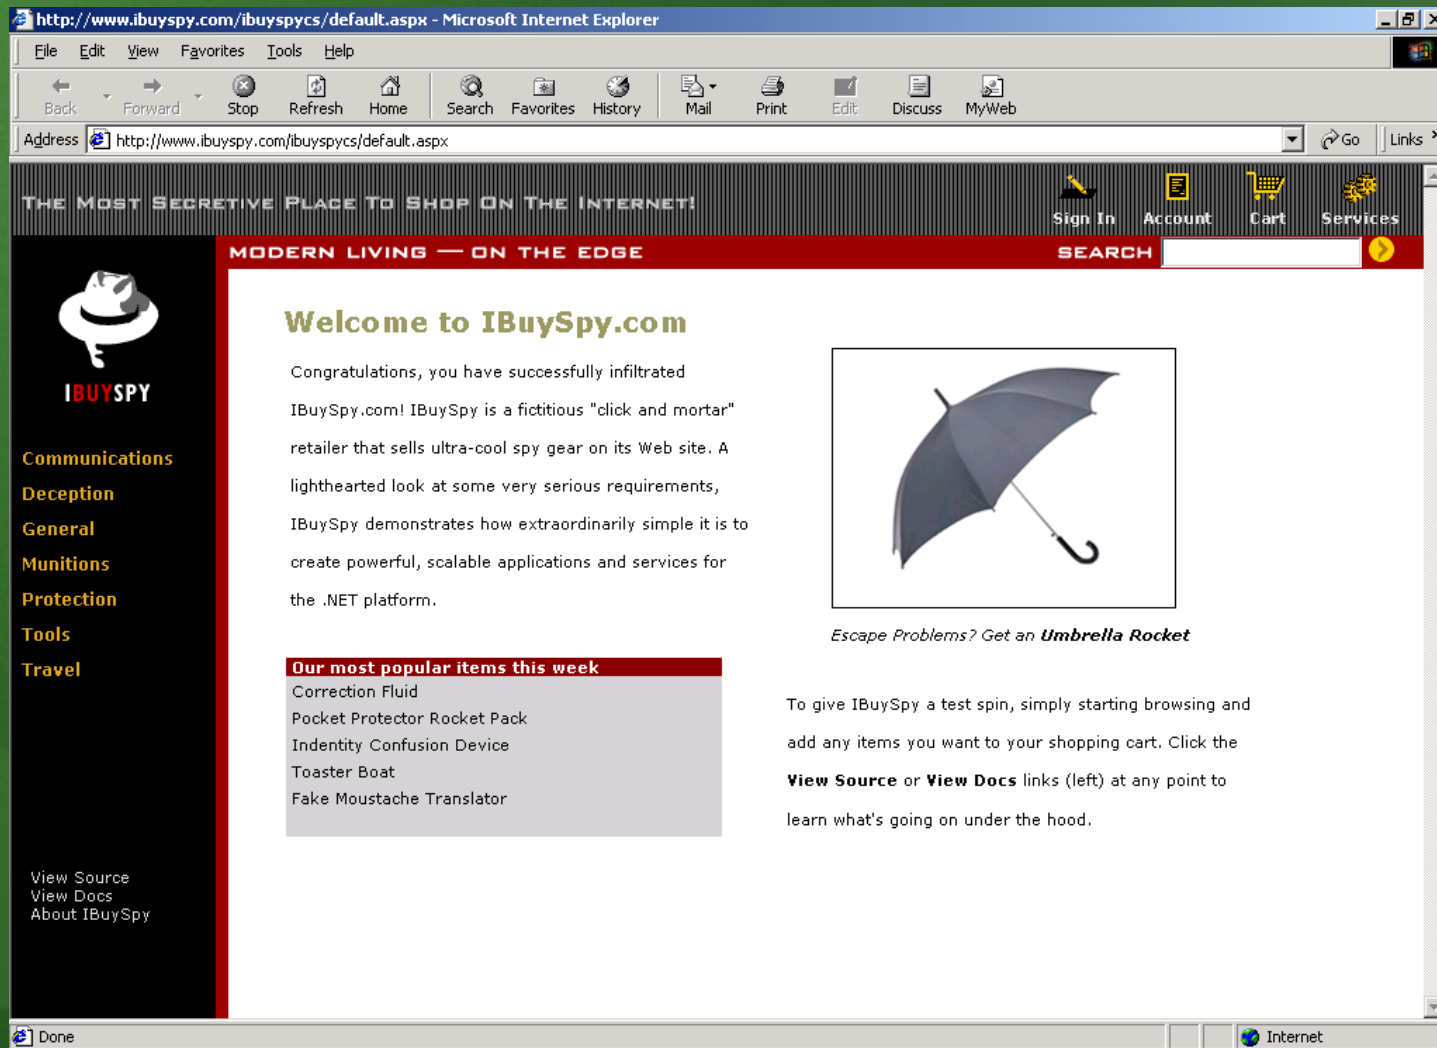 http://www.ibuyspy.com/ibuyspycs/default.aspx - Microsoft Internet Explorer
File Edit View Favorites Tools Help
Back Forward Stop Refresh Home Search Favorites History Mail Print Edit Discuss MyWeb
Address http://www.ibuyspy.com/ibuyspycs/default.aspx Go Links
The Most Secretive Place To Shop On The Internet!
Sign In Account Cart Services
MODERN LIVING — ON THE EDGE SEARCH
IBUYSPY
Communications
Deception
General
Munitions
Protection
Tools
Travel
View Source
View Docs
About IBuySpy
Welcome to IBuySpy.com
Congratulations, you have successfully infiltrated
IBuySpy.com! IBuySpy is a fictitious "click and mortar"
retailer that sells ultra-cool spy gear on its Web site. A
lighthearted look at some very serious requirements,
IBuySpy demonstrates how extraordinarily simple it is to
create powerful, scalable applications and services for
the .NET platform.
Our most popular items this week
Correction Fluid
Pocket Protector Rocket Pack
Indentity Confusion Device
Toaster Boat
Fake Moustache Translator
Escape Problems? Get an Umbrella Rocket
To give IBuySpy a test spin, simply starting browsing and
add any items you want to your shopping cart. Click the
View Source or View Docs links (left) at any point to
learn what's going on under the hood.
Done Internet